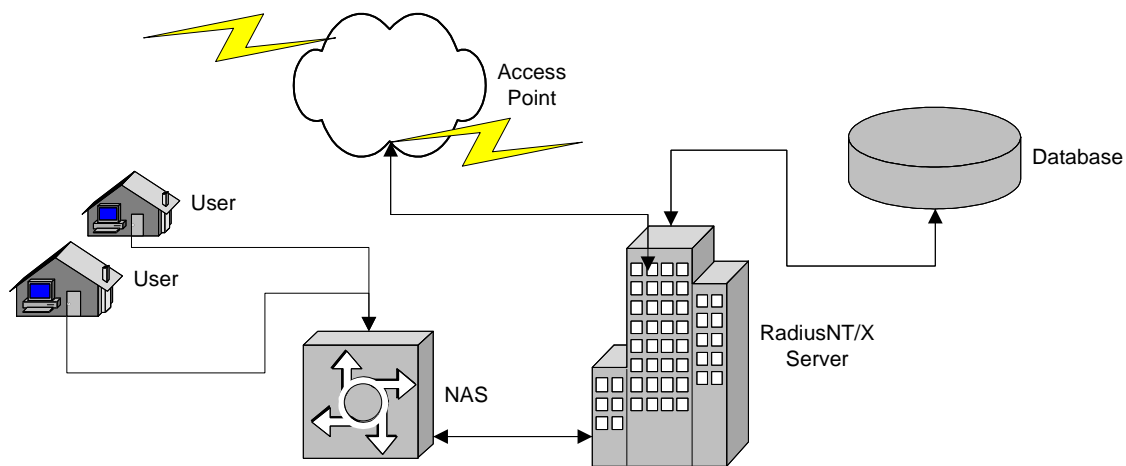 Access
Point
Database
User
User
RadiusNT/X
Server
NAS